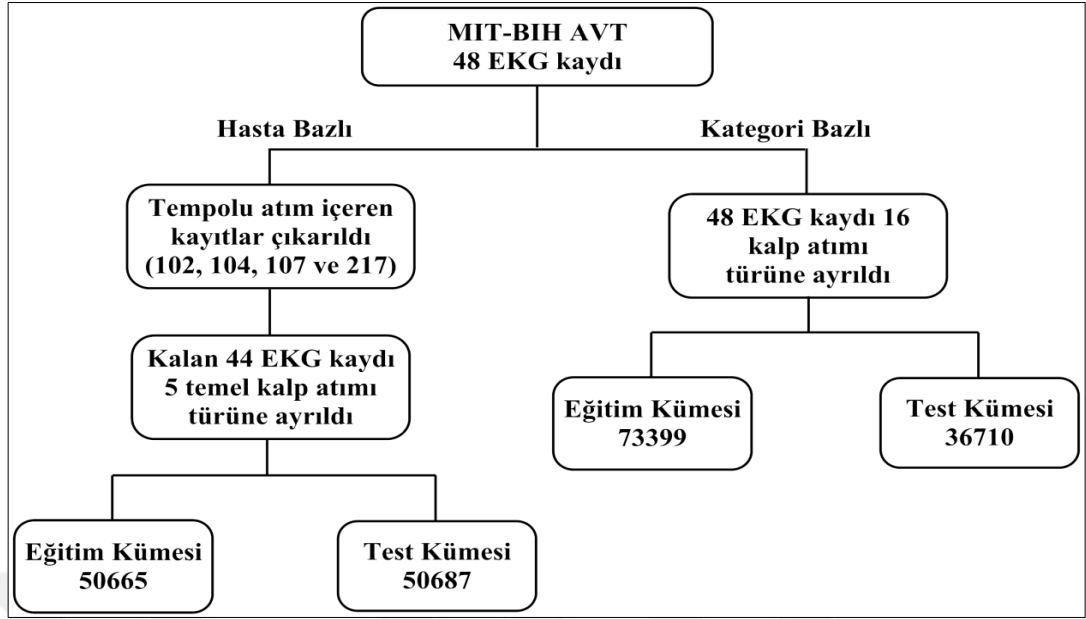 MIT-BIH AVT
48 EKG kaydı
Hasta Bazlı
Kategori Bazlı
Tempolu atım içeren
kayıtlar çıkarıldı
(102, 104, 107 ve 217)
48 EKG kaydı 16
kalp atımı
türüne ayrıldı
Kalan 44 EKG kaydı
5 temel kalp atımı
türüne ayrıldı
Eğitim Kümesi
73399
Test Kümesi
36710
Eğitim Kümesi
50665
Test Kümesi
50687